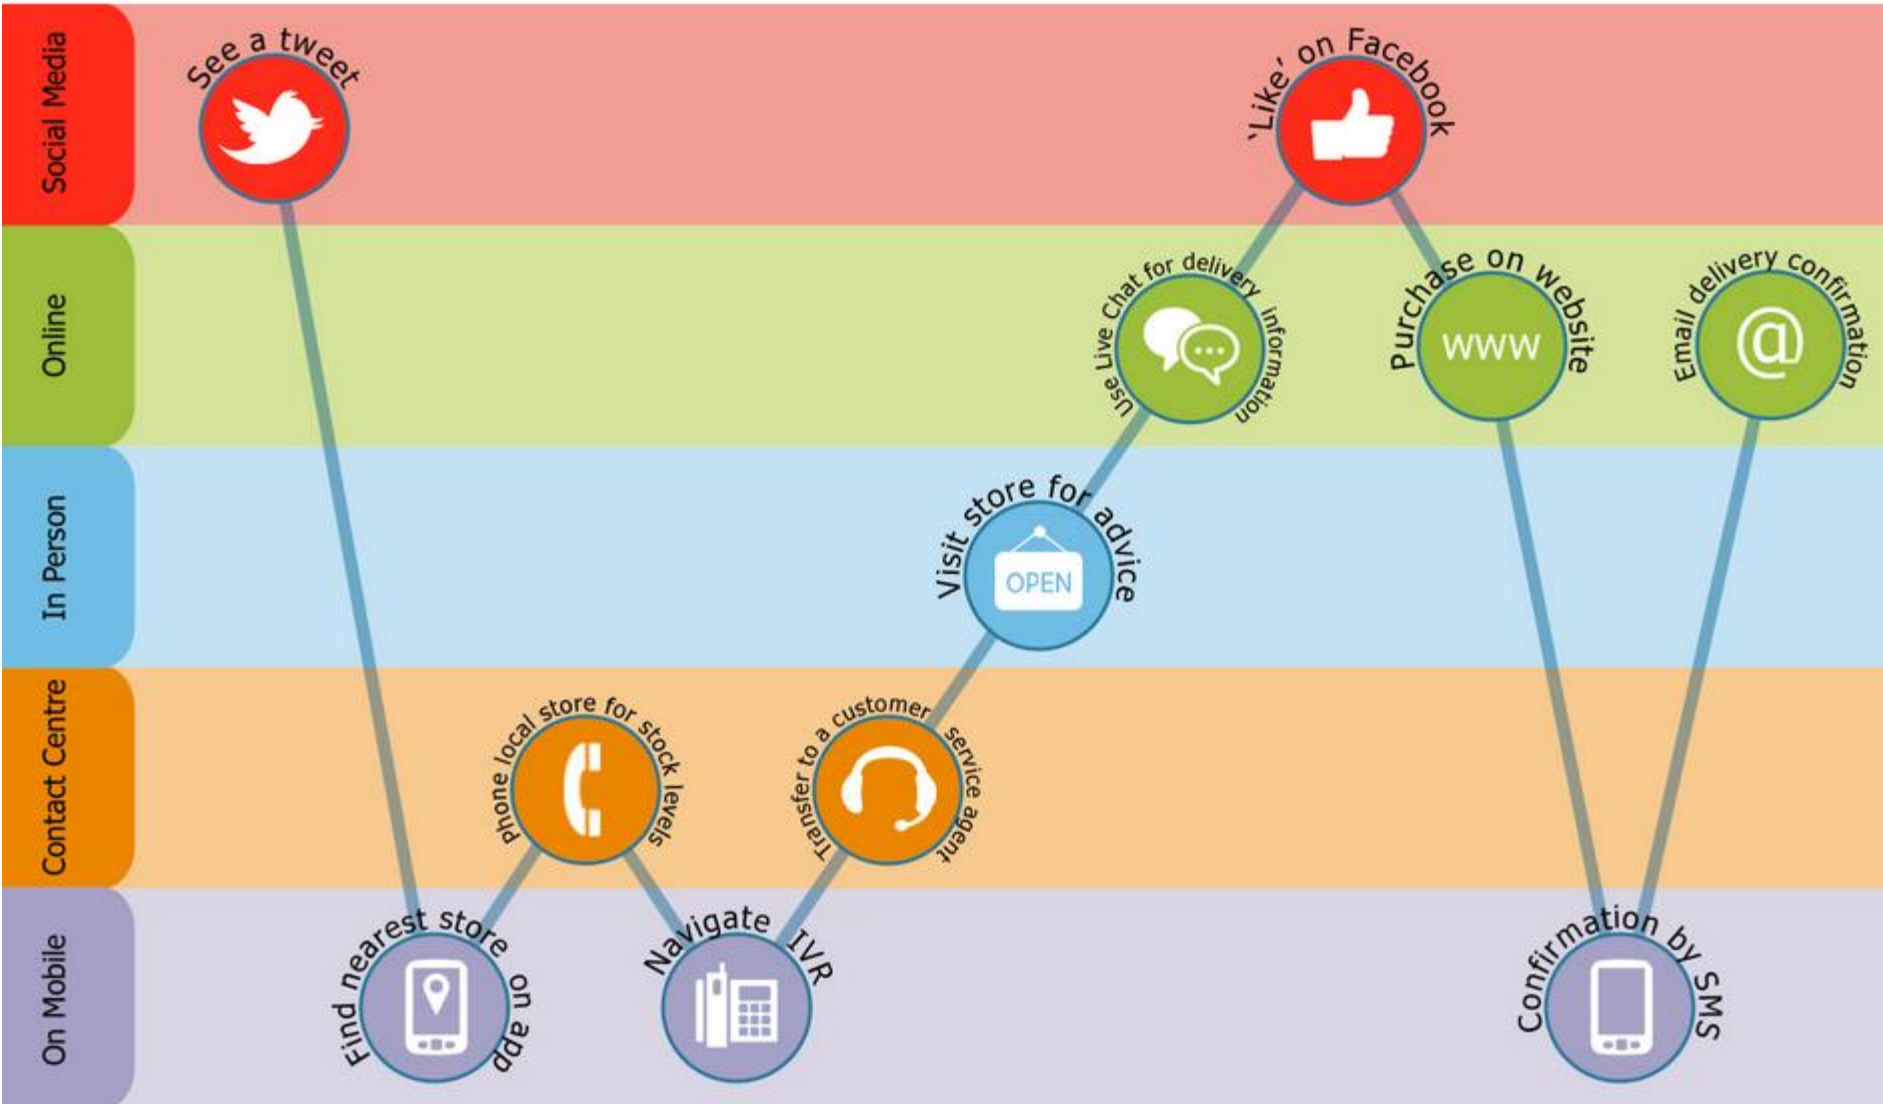 Social Media
See a tweet
‘Like’ on Facebook
Online
Use Live Chat for delivery information
Purchase on website
www
Email delivery confirmation
@
In Person
Visit store for advice
OPEN
Contact Centre
Phone local store for stock levels
Transfer to a customer service agent
On Mobile
Find nearest store on app
Navigate IVR
Confirmation by SMS